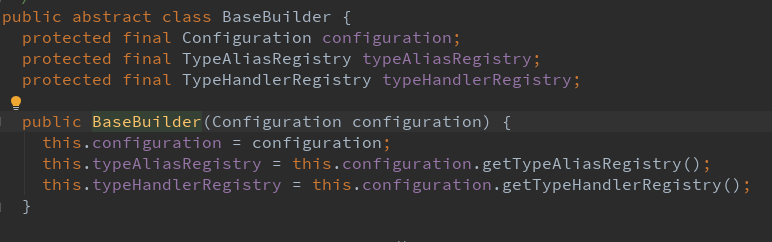 public abstract class BaseBuilder {
  protected final Configuration configuration;
  protected final TypeAliasRegistry typeAliasRegistry;
  protected final TypeHandlerRegistry typeHandlerRegistry;
  public BaseBuilder(Configuration configuration) {
    this.configuration = configuration;
    this.typeAliasRegistry = this.configuration.getTypeAliasRegistry();
    this.typeHandlerRegistry = this.configuration.getTypeHandlerRegistry();
  }